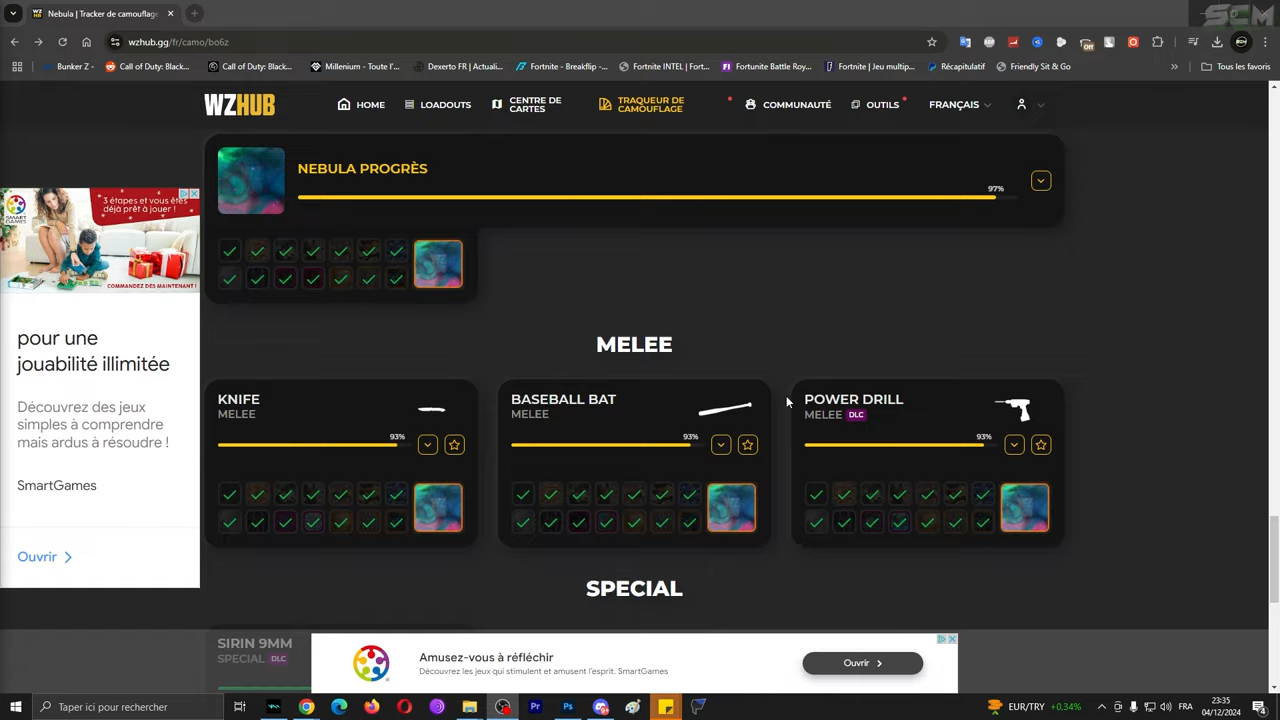 Nebula | Tracker de camouflage
SCM
wzhub.gg/fr/camo/bo6z
Bunker Z -
Call of Duty: Black...
Call of Duty: Black...
Millenium - Toute l'...
Dexerto FR | Actuali...
Fortnite - Breakflip -...
Fortnite INTEL | Fort...
Fortnite Battle Roy...
Fortnite | Jeu multip...
Récapitulatif
Friendly Sit & Go
Tous les favoris
WZHUB
HOME
LOADOUTS
CENTRE DE
CARTES
TRAQUEUR DE
CAMOUFLAGE
COMMUNAUTÉ
OUTILS
FRANÇAIS
NEBULA PROGRÈS
97%
SMART
GAMES
3 étapes et vous êtes
déjà prêt à jouer !
COMMANDEZ DÈS MAINTENANT !
pour une
jouabilité illimitée
Découvrez des jeux
simples à comprendre
mais ardus à résoudre !
SmartGames
Ouvrir
MELEE
KNIFE
MELEE
93%
BASEBALL BAT
MELEE
93%
POWER DRILL
MELEE DLC
93%
SPECIAL
SIRIN 9MM
SPECIAL DLC
Amusez-vous à réfléchir
Découvrez les jeux qui stimulent et amusent l'esprit. SmartGames
Ouvrir
Taper ici pour rechercher
Pr
Ps
EUR/TRY +0,34%
FRA
23:35
04/12/2024